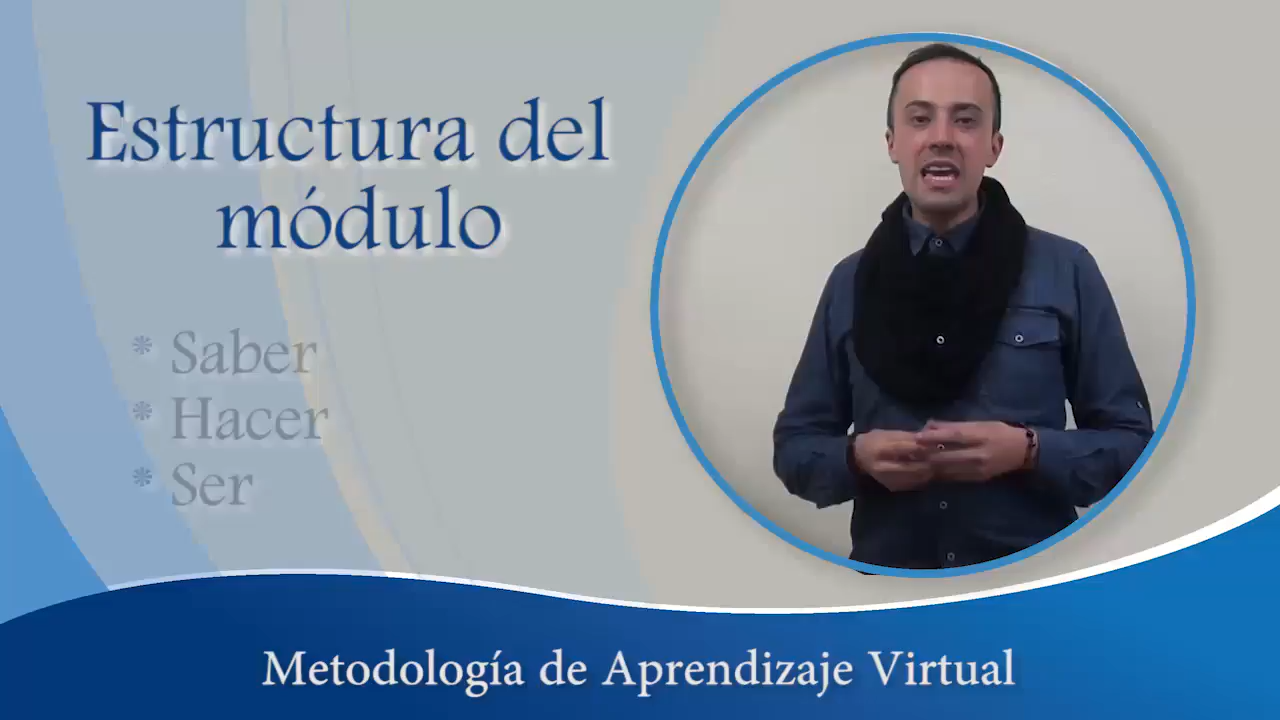 Estructura del
módulo
* Saber
* Hacer
* Ser
Metodología de Aprendizaje Virtual